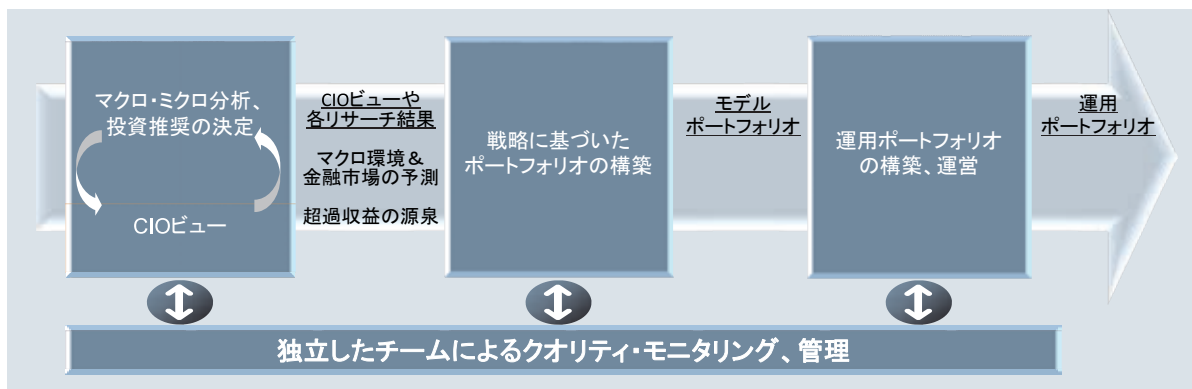 マクロ・ミクロ分析、
投資推奨の決定
CIOビュー
CIOビューや
各リサーチ結果
マクロ環境＆
金融市場の予測
超過収益の源泉
戦略に基づいた
ポートフォリオの構築
モデル
ポートフォリオ
運用ポートフォリオ
の構築、運営
運用
ポートフォリオ
独立したチームによるクオリティ・モニタリング、管理